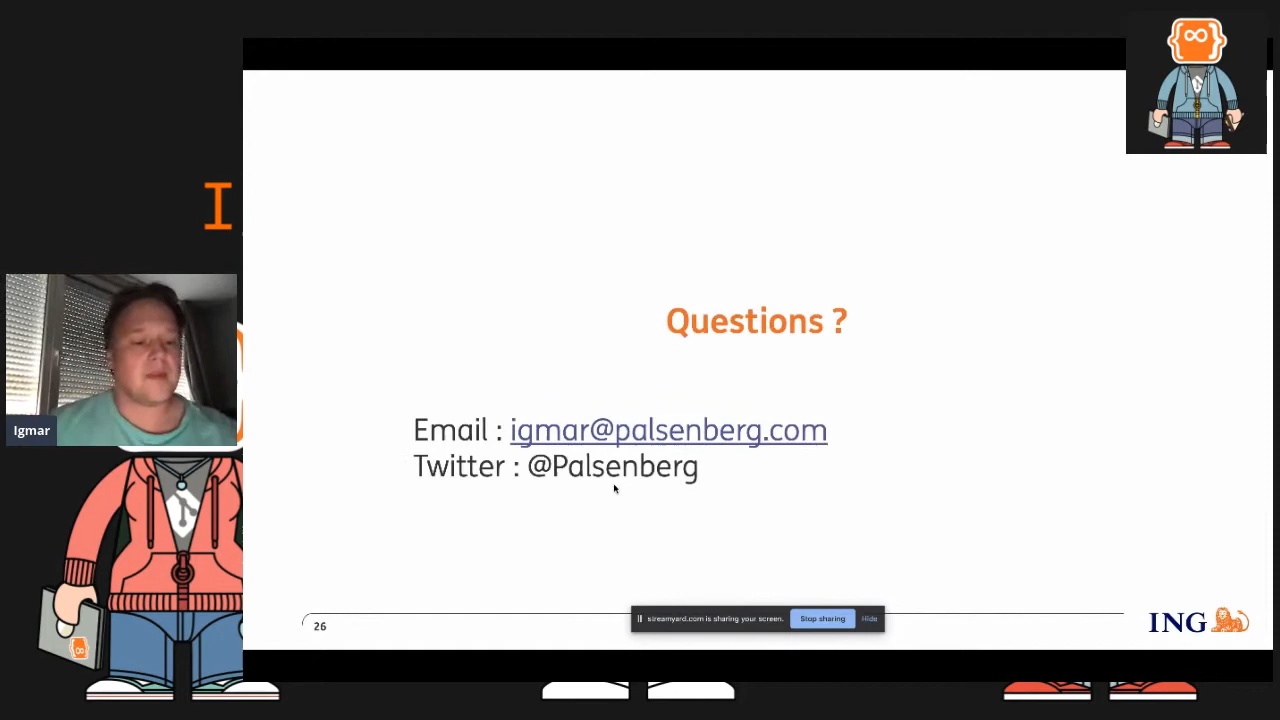 I
Igmar
Questions ?
Email : igmar@palsenberg.com
Twitter : @Palsenberg
26
streamyard.com is sharing your screen.
Stop sharing
Hide
ING